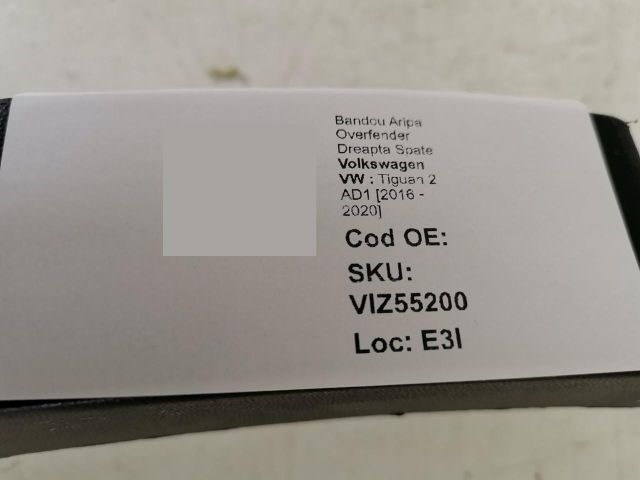 Bandou Aripa
Overfender
Dreapta Spate
Volkswagen
VW : Tiguan 2
AD1 [2016 -
2020]
Cod OE:
SKU:
VIZ55200
Loc: E3I